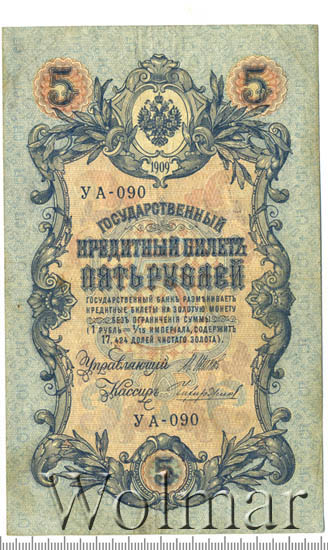 5 5
1909
УА-090
ГОСУДАРСТВЕННЫЙ
КРЕДИТНЫЙ БИЛЕТЪ
ПЯТЬ РУБЛЕЙ
ГОСУДАРСТВЕННЫЙ БАНКЪ РАЗМѢНИВАЕТЪ
КРЕДИТНЫЕ БИЛЕТЫ НА ЗОЛОТУЮ МОНЕТУ
БЕЗЪ ОГРАНИЧЕНІЯ СУММЫ
(1 РУБЛЬ = 1/15 ИМПЕРІАЛА, СОДЕРЖИТЪ
17,424 ДОЛЕЙ ЧИСТАГО ЗОЛОТА).
Управляющій
Кассиръ
УА-090
5
Wolmar